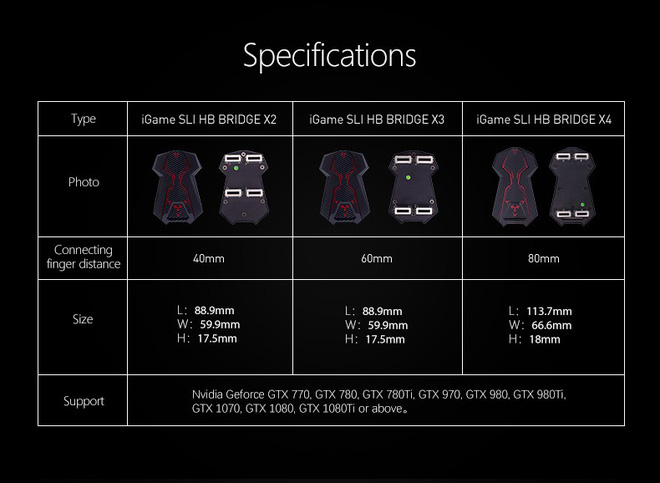 Specifications
Type
iGame SLI HB BRIDGE X2
iGame SLI HB BRIDGE X3
iGame SLI HB BRIDGE X4
Photo
Connecting
finger distance
40mm
60mm
80mm
Size
L: 88.9mm
W: 59.9mm
H: 17.5mm
L: 88.9mm
W: 59.9mm
H: 17.5mm
L: 113.7mm
W: 66.6mm
H: 18mm
Support
Nvidia Geforce GTX 770, GTX 780, GTX 780Ti, GTX 970, GTX 980, GTX 980Ti,
GTX 1070, GTX 1080, GTX 1080Ti or above。